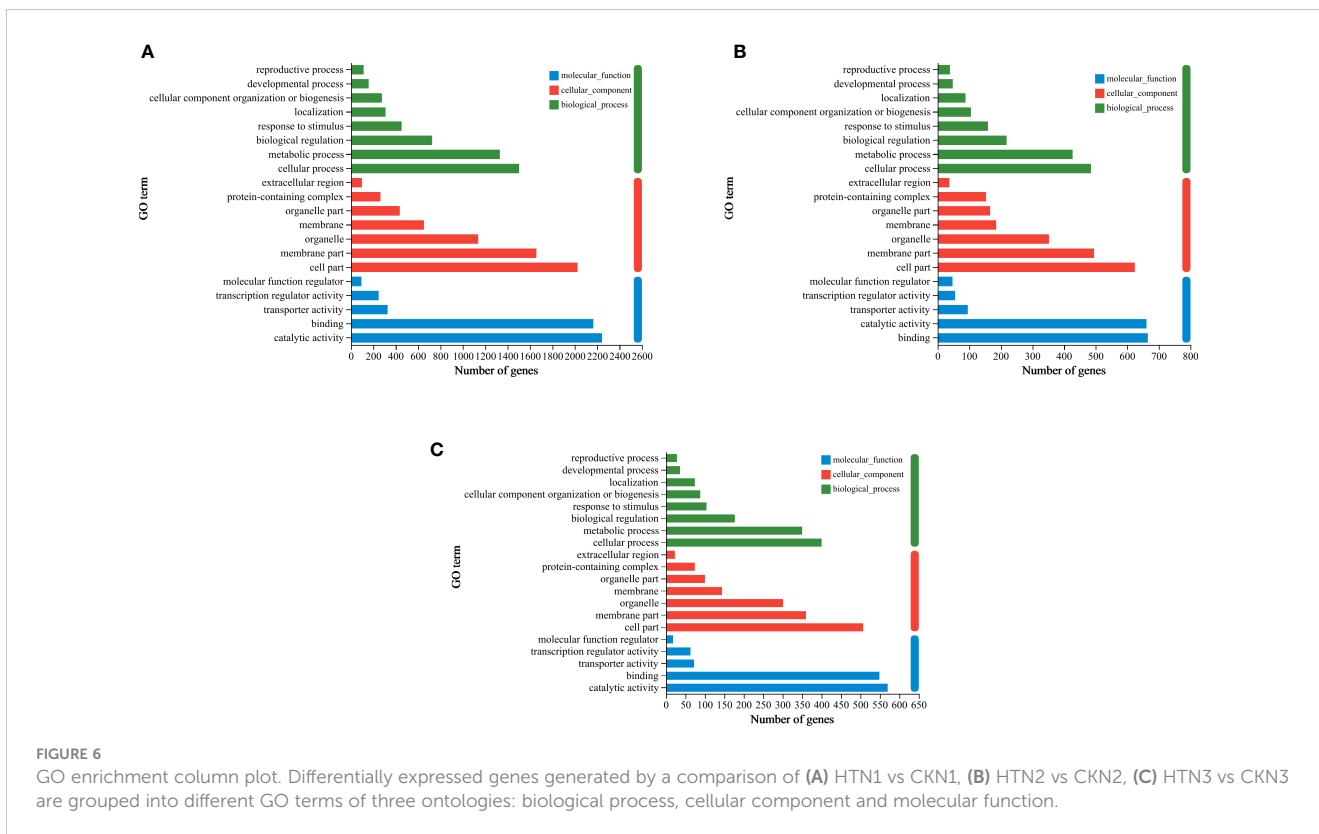 A
reproductive process
developmental process
cellular component organization or biogenesis
localization
response to stimulus
biological regulation
metabolic process
cellular process
extracellular region
protein-containing complex
organelle part
membrane
organelle
membrane part
cell part
molecular function regulator
transcription regulator activity
transporter activity
binding
catalytic activity
GO term
0 200 400 600 800 1000 1200 1400 1600 1800 2000 2200 2400 2600
Number of genes
molecular_function
cellular_component
biological_process
B
reproductive process
developmental process
localization
cellular component organization or biogenesis
response to stimulus
biological regulation
metabolic process
cellular process
extracellular region
protein-containing complex
organelle part
membrane
organelle
membrane part
cell part
molecular function regulator
transcription regulator activity
transporter activity
catalytic activity
binding
GO term
0 100 200 300 400 500 600 700 800
Number of genes
molecular_function
cellular_component
biological_process
C
reproductive process
developmental process
localization
cellular component organization or biogenesis
response to stimulus
biological regulation
metabolic process
cellular process
extracellular region
protein-containing complex
organelle part
membrane
organelle
membrane part
cell part
molecular function regulator
transcription regulator activity
transporter activity
binding
catalytic activity
GO term
0 50 100 150 200 250 300 350 400 450 500 550 600 650
Number of genes
molecular_function
cellular_component
biological_process
FIGURE 6
GO enrichment column plot. Differentially expressed genes generated by a comparison of (A) HTN1 vs CKN1, (B) HTN2 vs CKN2, (C) HTN3 vs CKN3
are grouped into different GO terms of three ontologies: biological process, cellular component and molecular function.